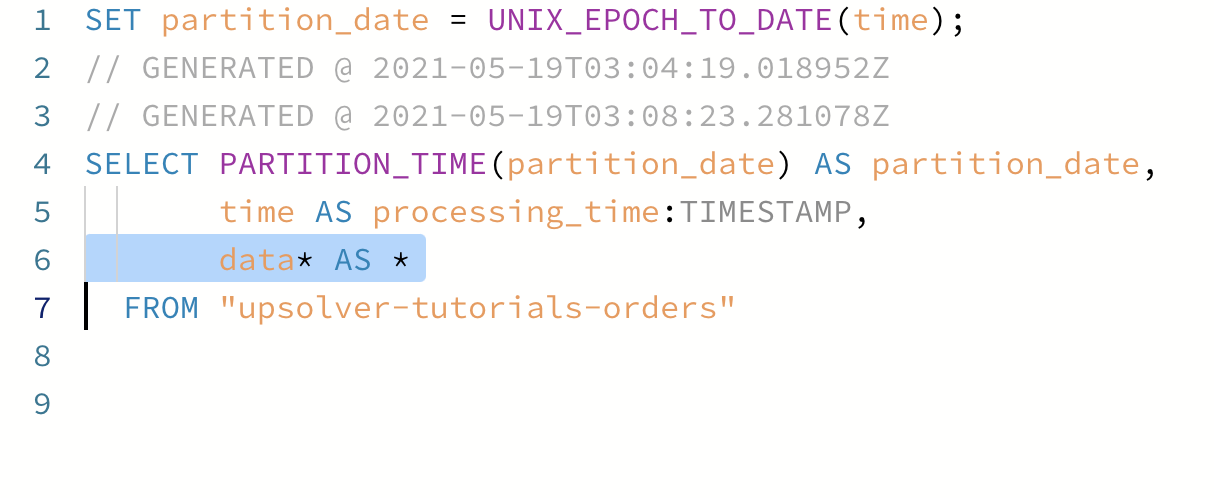 1 SET partition_date = UNIX_EPOCH_TO_DATE(time);
2 // GENERATED @ 2021-05-19T03:04:19.018952Z
3 // GENERATED @ 2021-05-19T03:08:23.281078Z
4 SELECT PARTITION_TIME(partition_date) AS partition_date,
5        time AS processing_time:TIMESTAMP,
6        data* AS *
7   FROM "upsolver-tutorials-orders"
8
9